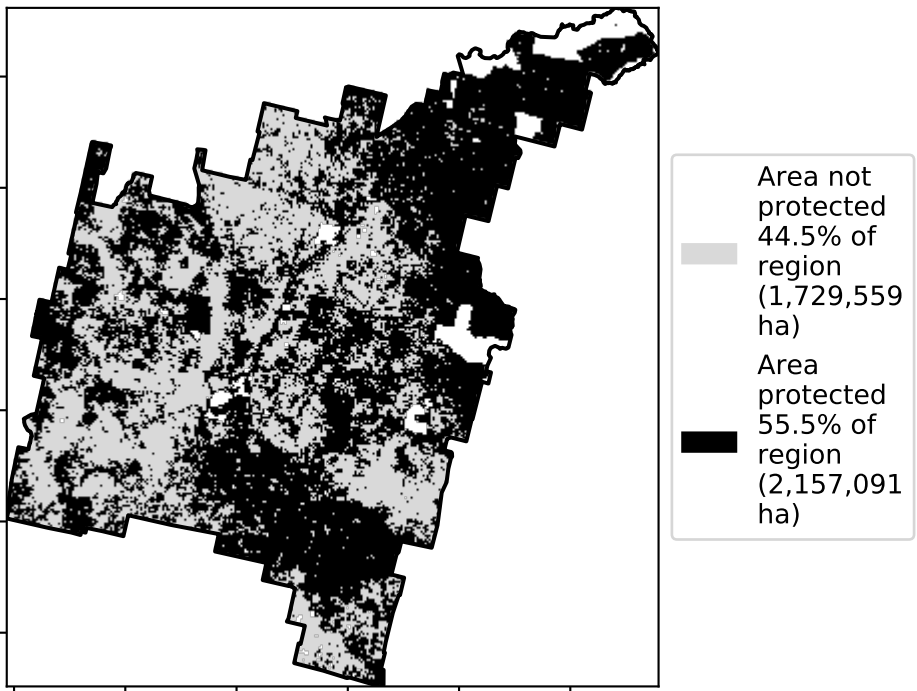 Area not
protected
44.5% of
region
(1,729,559
ha)
Area
protected
55.5% of
region
(2,157,091
ha)